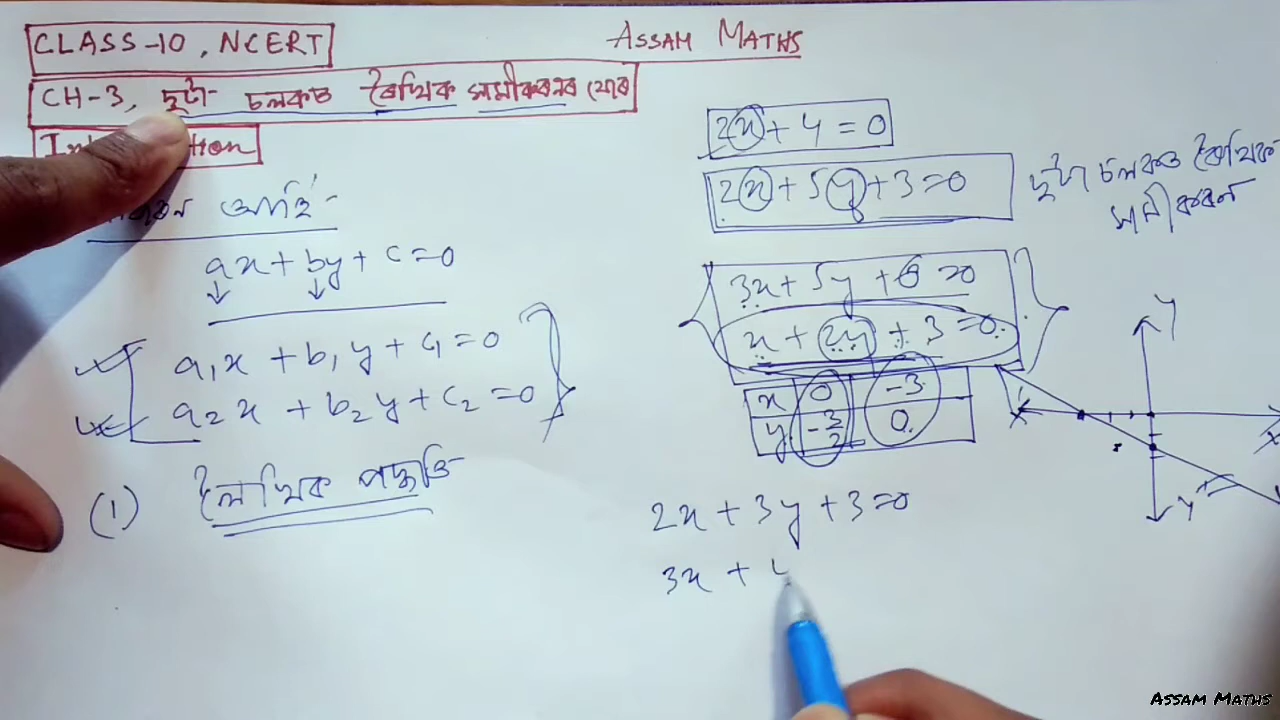 CLASS-10, NCERT
ASSAM MATHS
CH-3, দুটা চলকত ৰৈখিক সমীকৰণৰ যোৰ
আৰ্হি :-
ax + by + c = 0
a₁x + b₁y + c₁ = 0
a₂x + b₂y + c₂ = 0
(1) লৈখিক পদ্ধতি
2x + 4 = 0
2x + 5y + 3 = 0
দুটা চলকত ৰৈখিক
সমীকৰণ
x + 2y + 3 = 0
x 0 -3
y -3/2 0
Y
X
Y'
2x + 3y + 3 = 0
3x +
ASSAM MATHS